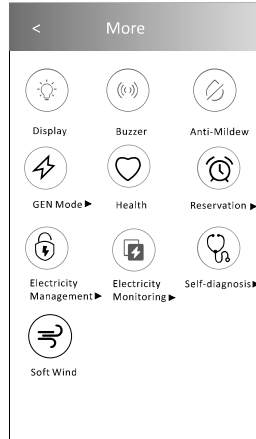 < More
Display Buzzer Anti-Mildew
GEN Mode ▶ Health Reservation ▶
Electricity Electricity Self-diagnosis ▶
Management ▶ Monitoring ▶
Soft Wind